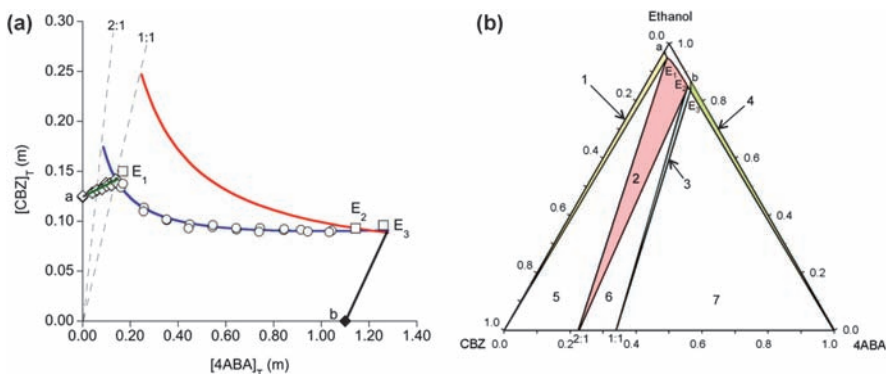 (a)
2:1
1:1
0.30
0.25
0.20
0.15
0.10
0.05
0.00
[CBZ]T (m)
a
E1
E2
E3
b
0.00 0.20 0.40 0.60 0.80 1.00 1.20 1.40
[4ABA]T (m)
(b)
Ethanol
0.0 1.0
a
E1
b
E2
E3
1
0.2 0.8
4
0.4 0.6
2
3
0.6 0.4
0.8 0.2
5 6 7
1.0 0.0
CBZ 0.0 0.2 2:1 1:1 0.4 0.6 0.8 1.0 4ABA